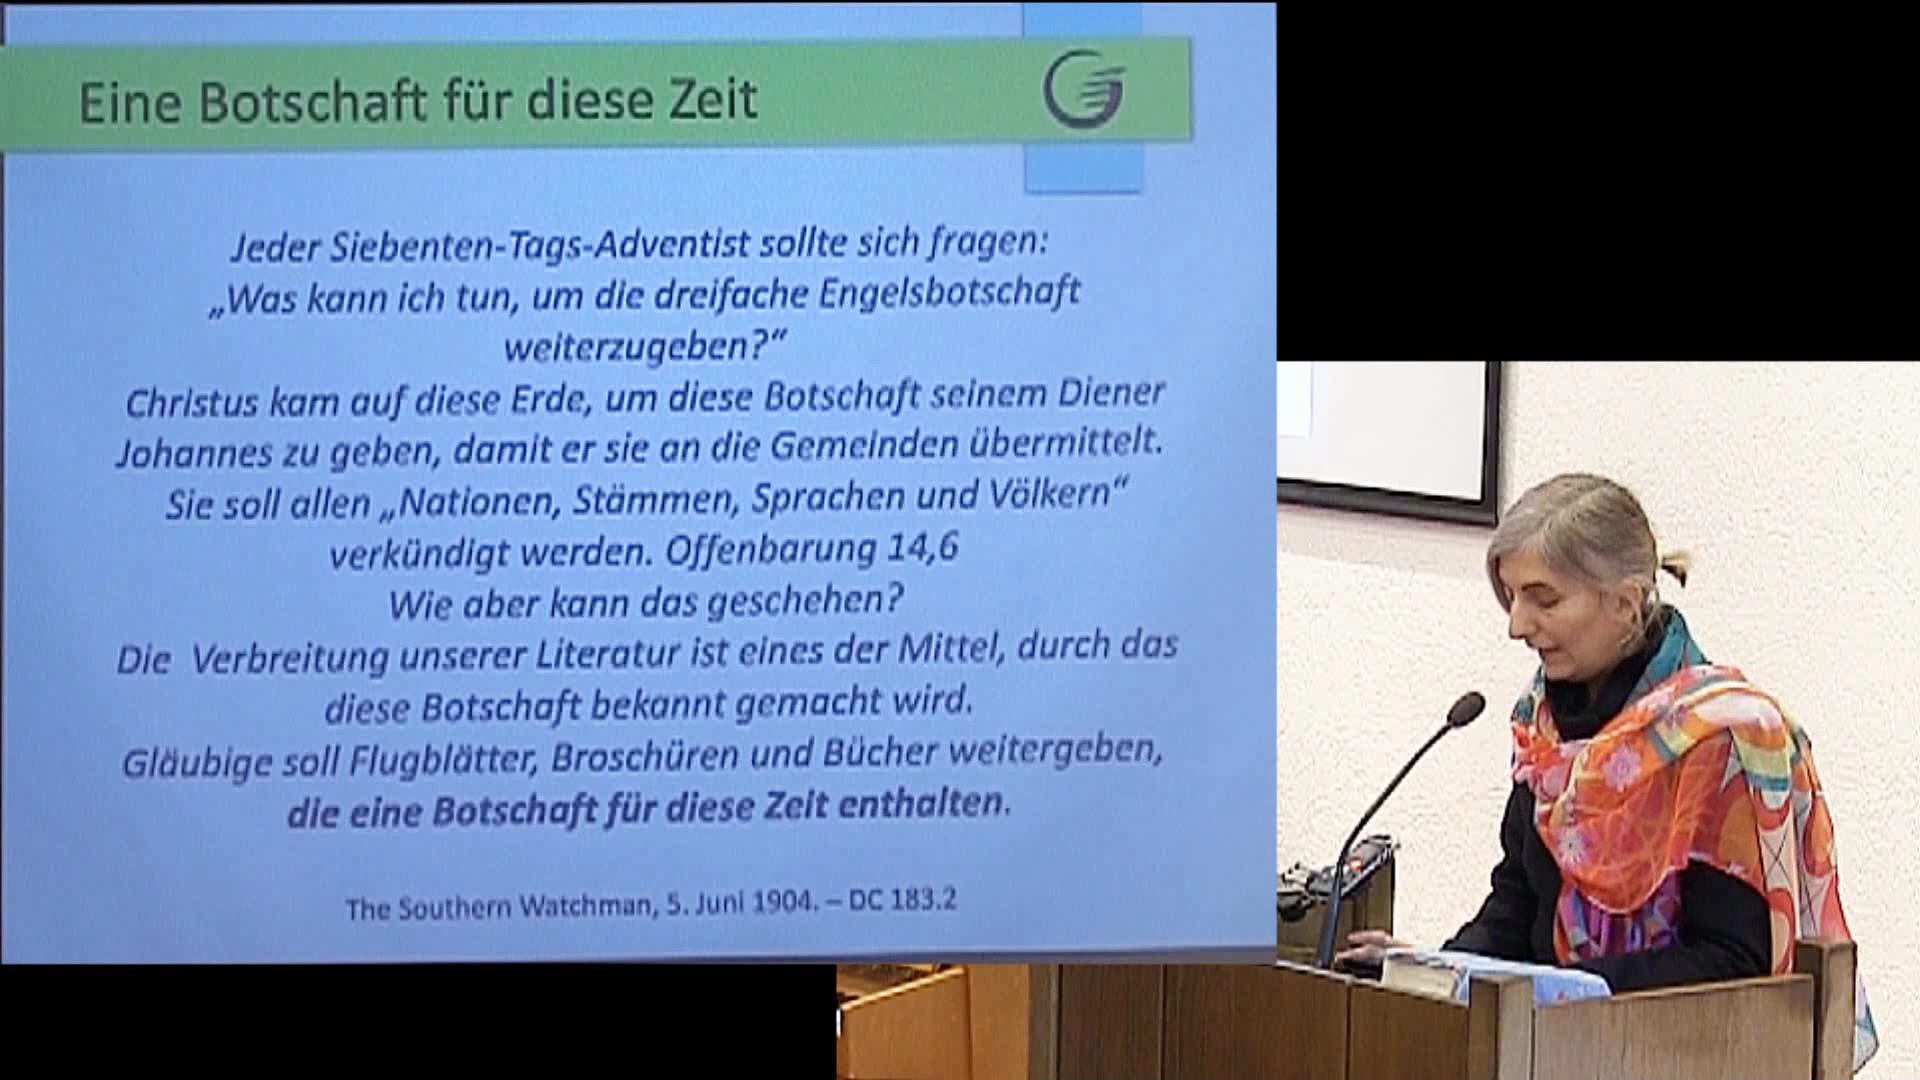 Eine Botschaft für diese Zeit
Jeder Siebenten-Tags-Adventist sollte sich fragen:
„Was kann ich tun, um die dreifache Engelsbotschaft
weiterzugeben?“
Christus kam auf diese Erde, um diese Botschaft seinem Diener
Johannes zu geben, damit er sie an die Gemeinden übermittelt.
Sie soll allen „Nationen, Stämmen, Sprachen und Völkern“
verkündigt werden. Offenbarung 14,6
Wie aber kann das geschehen?
Die Verbreitung unserer Literatur ist eines der Mittel, durch das
diese Botschaft bekannt gemacht wird.
Gläubige soll Flugblätter, Broschüren und Bücher weitergeben,
die eine Botschaft für diese Zeit enthalten.
The Southern Watchman, 5. Juni 1904. – DC 183.2